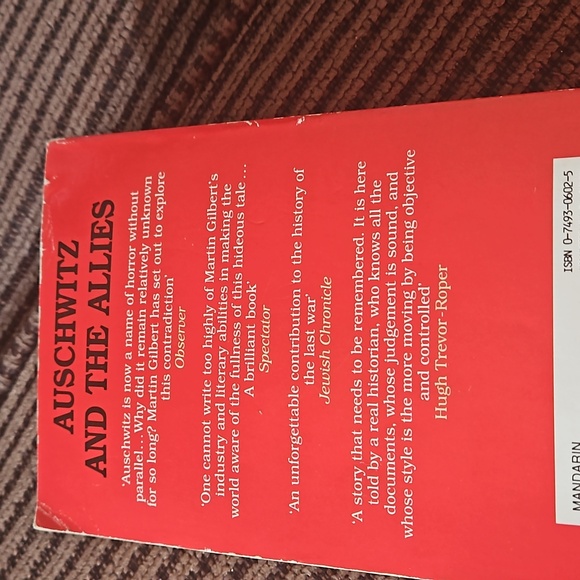 AUSCHWITZ
AND THE ALLIES
'Auschwitz is now a name of horror without
parallel... Why did it remain relatively unknown
for so long? Martin Gilbert has set out to explore
this contradiction'
Observer
'One cannot write too highly of Martin Gilbert's
industry and literary abilities in making the
world aware of the fullness of this hideous tale...
A brilliant book'
Spectator
'An unforgettable contribution to the history of
the last war'
Jewish Chronicle
'A story that needs to be remembered. It is here
told by a real historian, who knows all the
documents, whose judgement is sound, and
whose style is the more moving by being objective
and controlled'
Hugh Trevor-Roper
ISBN 0-7493-0602-5
MANDARIN